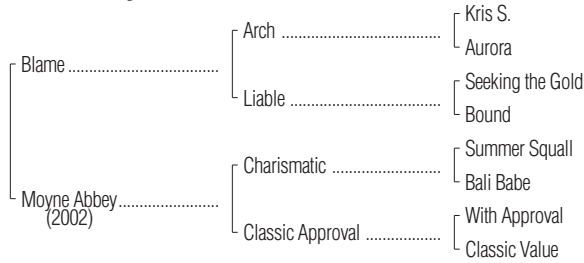 Kris S.
Arch ................................
Aurora
Blame ......................................
Seeking the Gold
Liable ......................................
Bound
Summer Squall
Charismatic ...........................
Bali Babe
Moyne Abbey.........................
(2002)
With Approval
Classic Approval ...................
Classic Value